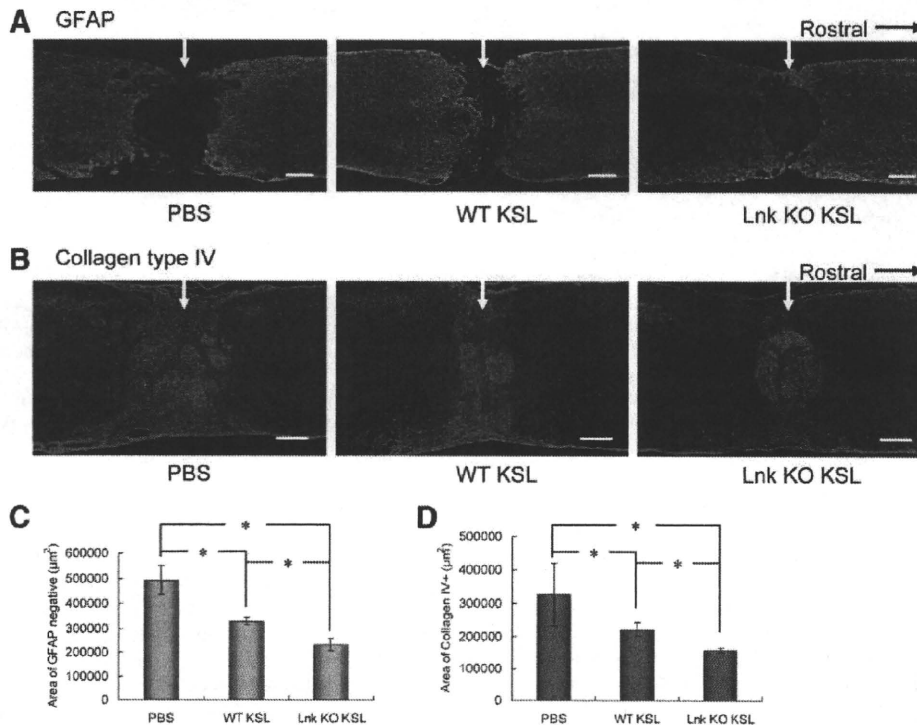 A GFAP
Rostral
PBS WT KSL Lnk KO KSL
B Collagen type IV
Rostral
PBS WT KSL Lnk KO KSL
C
Area of GFAP negative (μm²)
600000
500000
400000
300000
200000
100000
0
* * *
PBS WT KSL Lnk KO KSL
D
Area of Collagen IV+ (μm²)
500000
400000
300000
200000
100000
0
* * *
PBS WT KSL Lnk KO KSL